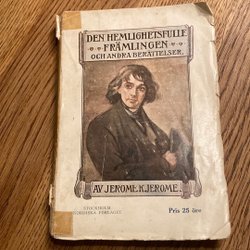 DEN HEMLIGHETSFULLE
FRÄMLINGEN
OCH ANDRA BERÄTTELSER.
AV JEROME K. JEROME.
STOCKHOLM
NORDISKA FÖRLAGET
Pris 25 öre